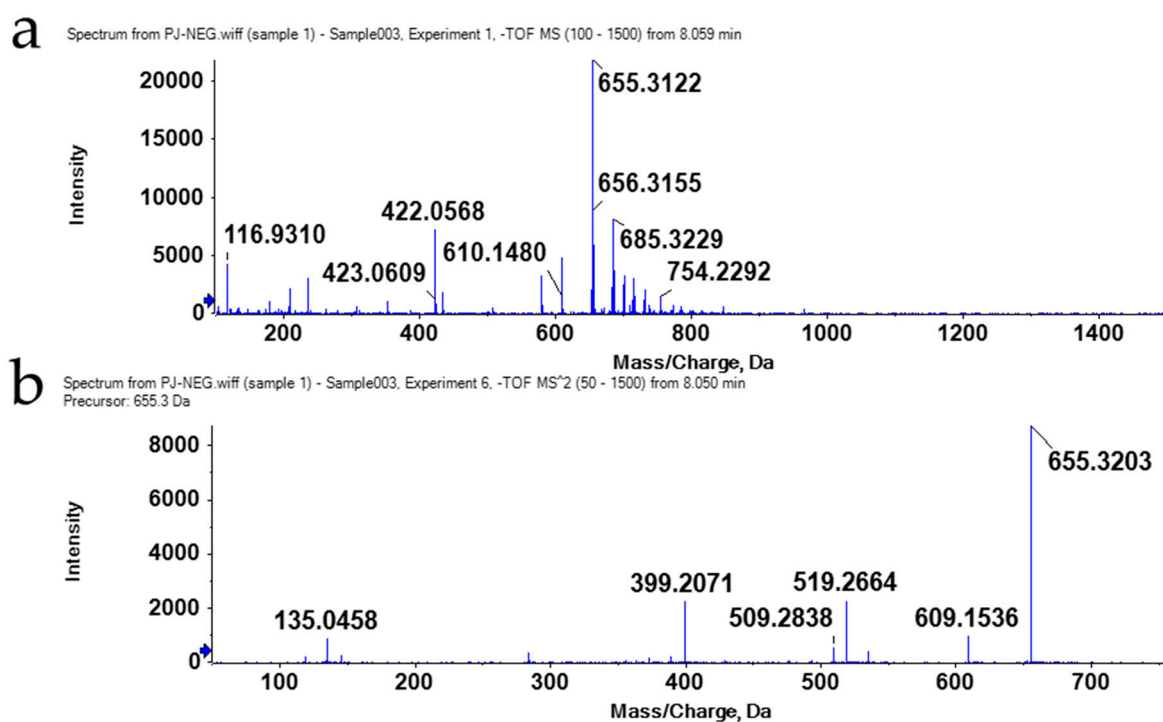 a
Spectrum from PJ-NEG.wiff (sample 1) - Sample003, Experiment 1, -TOF MS (100 - 1500) from 8.059 min
Intensity
20000
15000
10000
5000
0
655.3122
656.3155
422.0568
116.9310
610.1480
685.3229
423.0609
754.2292
200 400 600 800 1000 1200 1400
Mass/Charge, Da
b
Spectrum from PJ-NEG.wiff (sample 1) - Sample003, Experiment 6, -TOF MS^2 (50 - 1500) from 8.050 min
Precursor: 655.3 Da
Intensity
8000
6000
4000
2000
0
655.3203
399.2071
519.2664
135.0458
509.2838
609.1536
100 200 300 400 500 600 700
Mass/Charge, Da